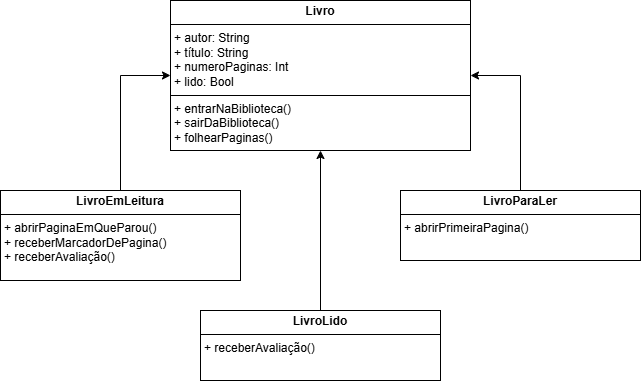 Livro
+ autor: String
+ título: String
+ numeroPaginas: Int
+ lido: Bool
+ entrarNaBiblioteca()
+ sairDaBiblioteca()
+ folhearPaginas()
LivroEmLeitura
+ abrirPaginaEmQueParou()
+ receberMarcadorDePagina()
+ receberAvaliação()
LivroParaLer
+ abrirPrimeiraPagina()
LivroLido
+ receberAvaliação()